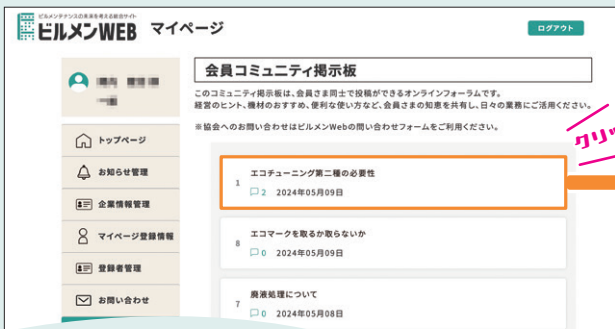 ビルメンテナンスの未来を考える総合サイト
ビルメンWEB マイページ
ログアウト
会員コミュニティ掲示板
このコミュニティ掲示板は、会員さま同士で投稿ができるオンラインフォーラムです。
経営のヒント、機材のおすすめ、便利な使い方など、会員さまの知恵を共有し、日々の業務にご活用ください。
※協会へのお問い合わせはビルメンWebの問い合わせフォームをご利用ください。
クリッ
トップページ
お知らせ管理
企業情報管理
マイページ登録情報
登録者管理
お問い合わせ
1 エコチューニング第二種の必要性
2 2024年05月09日
8 エコマークを取るか取らないか
0 2024年05月09日
7 廃液処理について
0 2024年05月08日